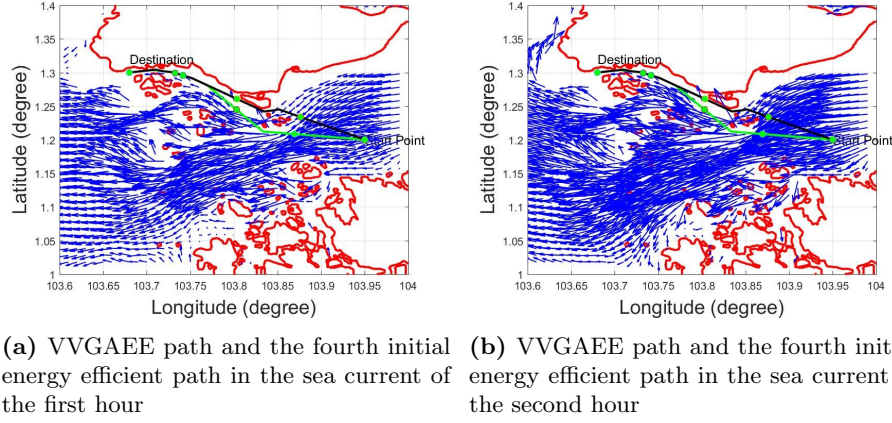 1.4
1.35
1.3
1.25
1.2
1.15
1.1
1.05
1
Latitude (degree)
Destination
tart Point
103.6 103.65 103.7 103.75 103.8 103.85 103.9 103.95 104
Longitude (degree)
(a) VVGAEE path and the fourth initial
energy efficient path in the sea current of
the first hour
1.4
1.35
1.3
1.25
1.2
1.15
1.1
1.05
1
Latitude (degree)
Destination
tart Point
103.6 103.65 103.7 103.75 103.8 103.85 103.9 103.95 104
Longitude (degree)
(b) VVGAEE path and the fourth init
energy efficient path in the sea current
the second hour